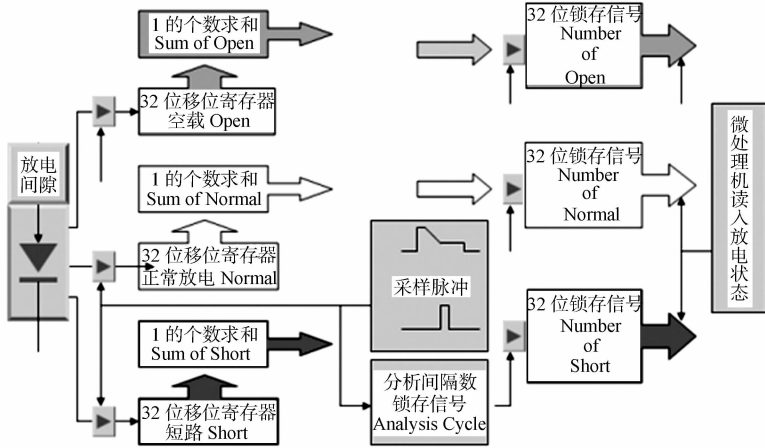 1 的个数求和
Sum of Open
32 位移位寄存器
空载 Open
32 位锁存信号
Number
of
Open
放电
间隙
1 的个数求和
Sum of Normal
32 位移位寄存器
正常放电 Normal
32 位锁存信号
Number
of
Normal
采样脉冲
1 的个数求和
Sum of Short
32 位移位寄存器
短路 Short
分析间隔数
锁存信号
Analysis Cycle
32 位锁存信号
Number
of
Short
微处理机读入放电状态